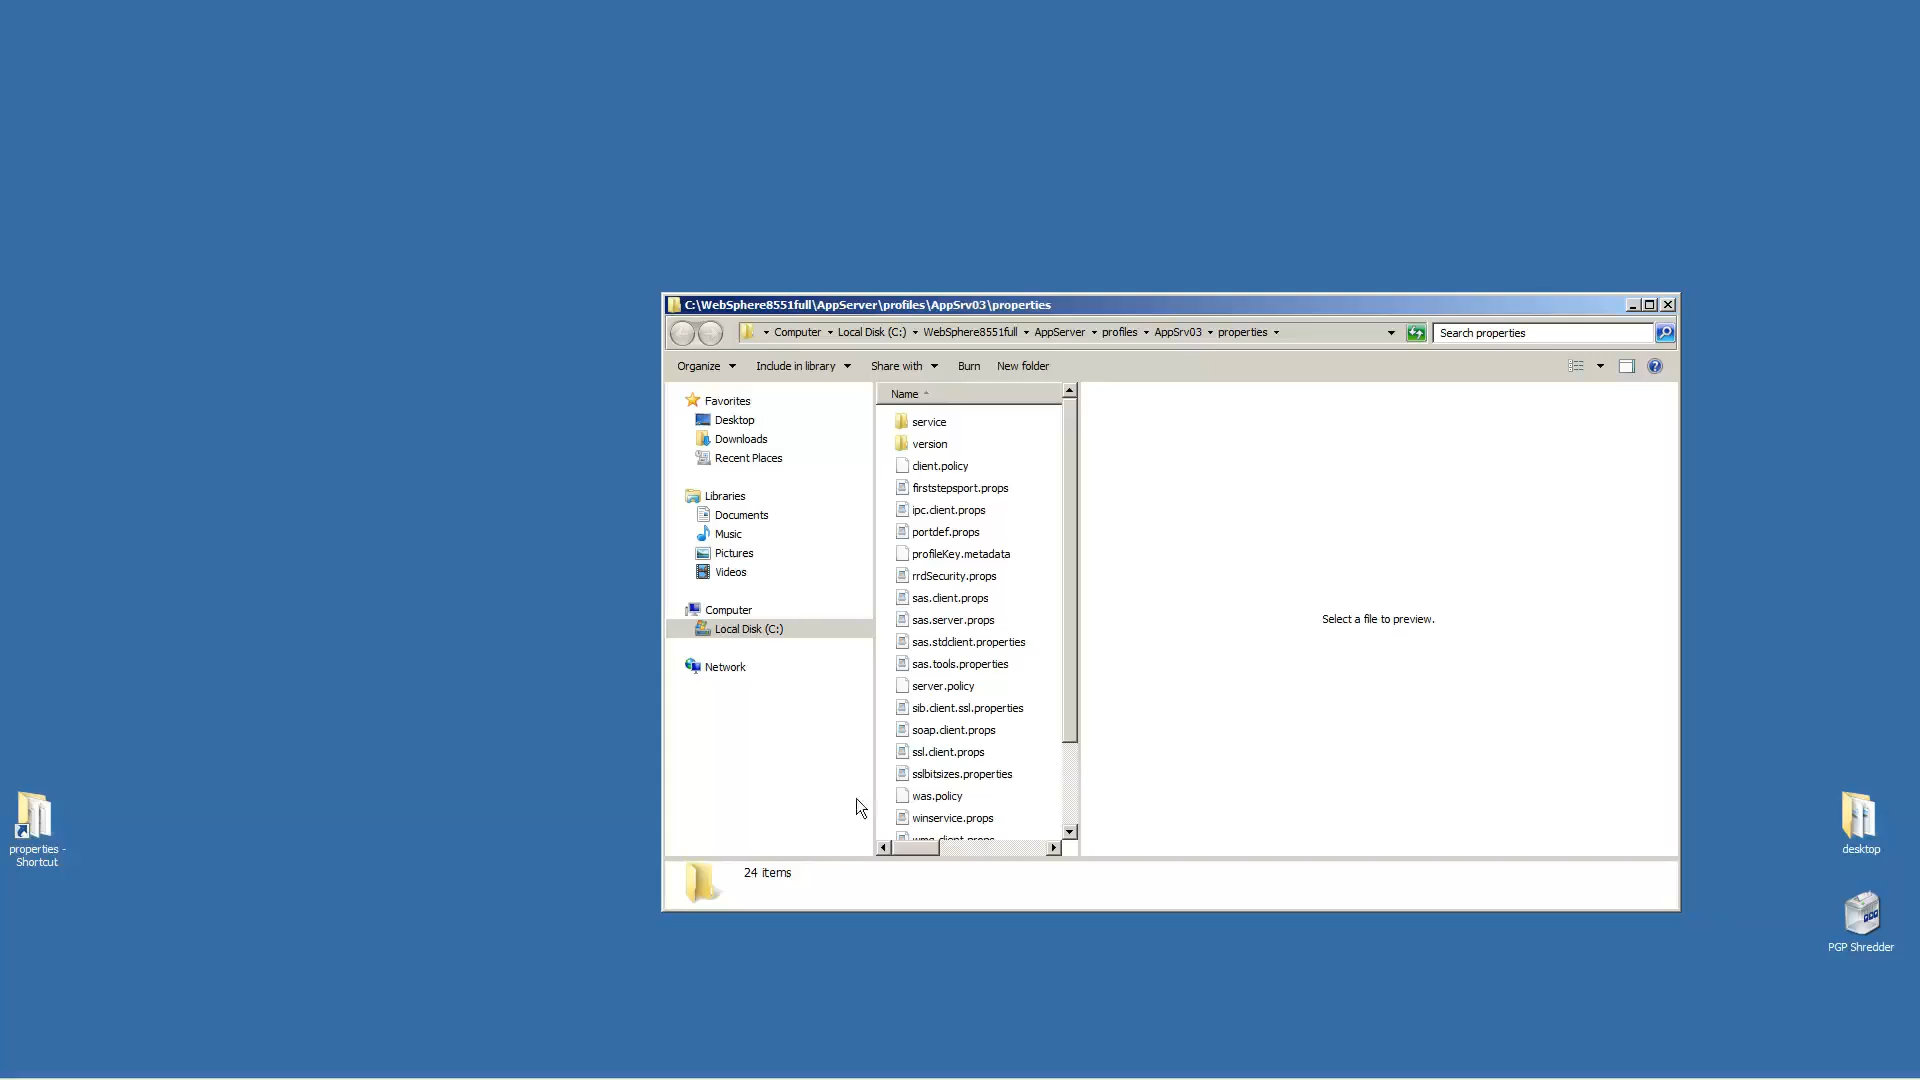 C:\WebSphere8551full\AppServer\profiles\AppSrv03\properties
Computer Local Disk (C:) WebSphere8551full AppServer profiles AppSrv03 properties
Search properties
Organize Include in library Share with Burn New folder
Favorites
Desktop
Downloads
Recent Places
Libraries
Documents
Music
Pictures
Videos
Computer
Local Disk (C:)
Network
Name
service
version
client.policy
firststepsport.props
ipc.client.props
portdef.props
profileKey.metadata
rrdSecurity.props
sas.client.props
sas.server.props
sas.stdclient.properties
sas.tools.properties
server.policy
sib.client.ssl.properties
soap.client.props
ssl.client.props
sslbitsizes.properties
was.policy
winservice.props
Select a file to preview.
24 items
properties -
Shortcut
desktop
PGP Shredder